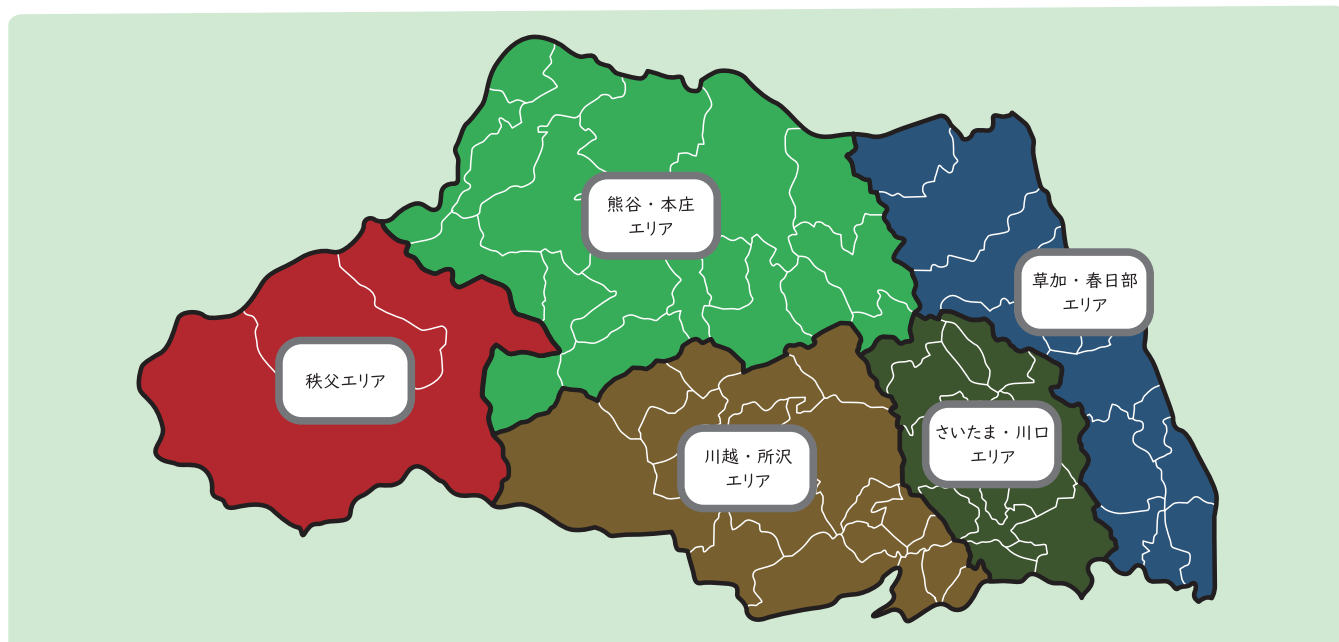 熊谷・本庄
エリア
草加・春日部
エリア
秩父エリア
さいたま・川口
エリア
川越・所沢
エリア